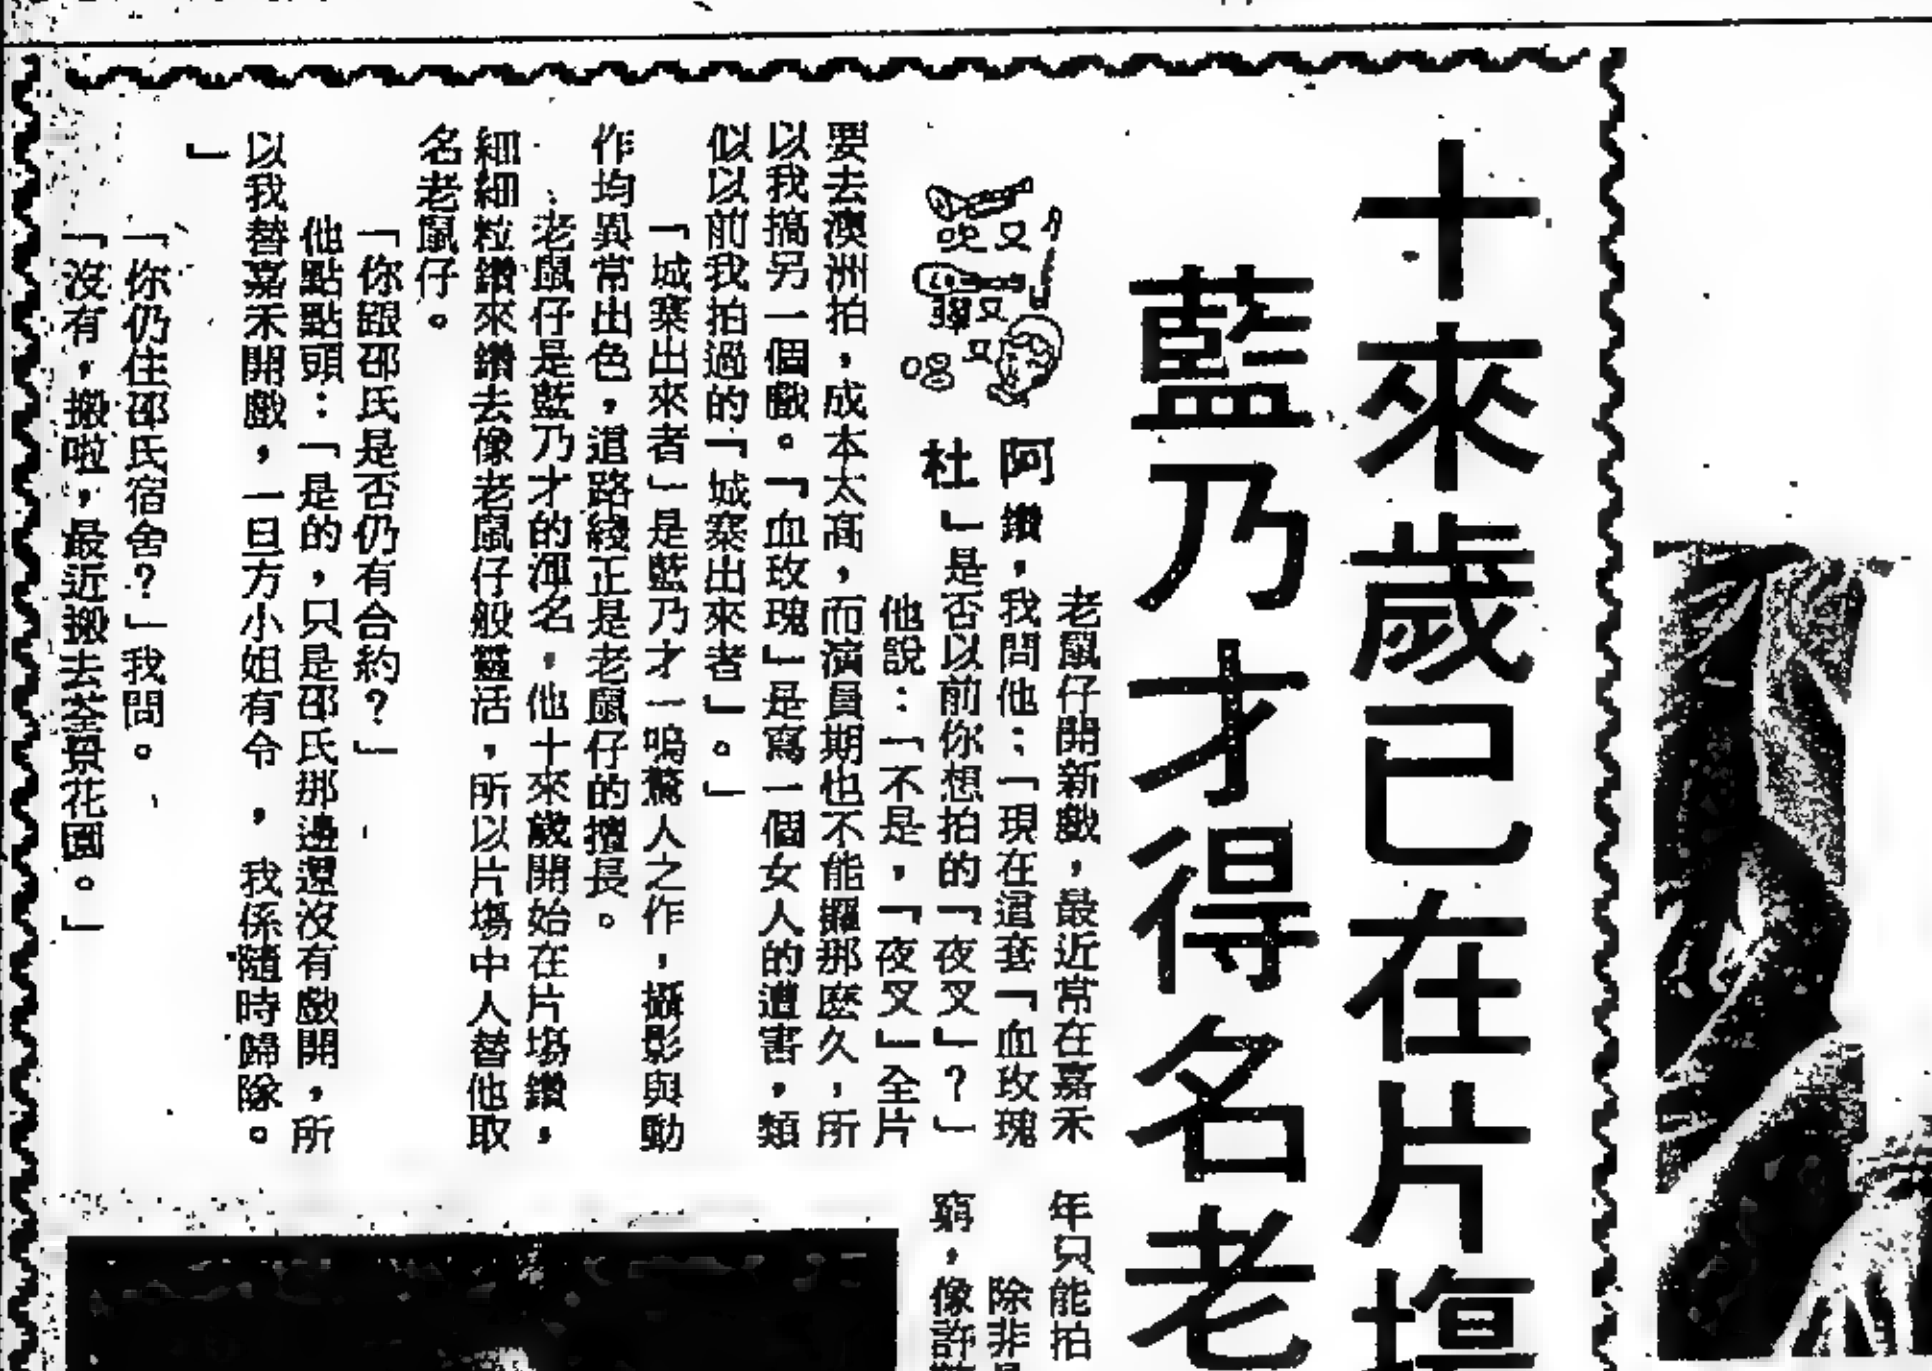 十來歲已在片塲
藍乃才得名老
吹又
彈又
又唱
阿杜
老鼠仔開新戲，最近常在嘉禾
鑽，我問他：「現在這套「血玫瑰
」是否以前你想拍的「夜叉」？」
他說：「不是，「夜叉」全片
要去澳洲拍，成本太高，而演員期也不能攞那麽久，所
以我搞另一個戲。「血玫瑰」是寫一個女人的遭害，類
似以前我拍過的「城寨出來者」。」
「城寨出來者」是藍乃才一鳴驚人之作，攝影與動
作均異常出色，這路綫正是老鼠仔的擅長。
老鼠仔是藍乃才的渾名，他十來歲開始在片塲鑽，
細細粒鑽來鑽去像老鼠仔般靈活，所以片塲中人替他取
名老鼠仔。
「你跟邵氏是否仍有合約？」
他點點頭：「是的，只是邵氏挪邊還沒有戲開，所
以我替嘉禾開戲，一旦方小姐有令，我係隨時歸隊。
」
「你仍住邵氏宿舍？」我問。
「沒有，搬啦，最近搬去荃景花園。」
年只能拍
除非
窮，像許